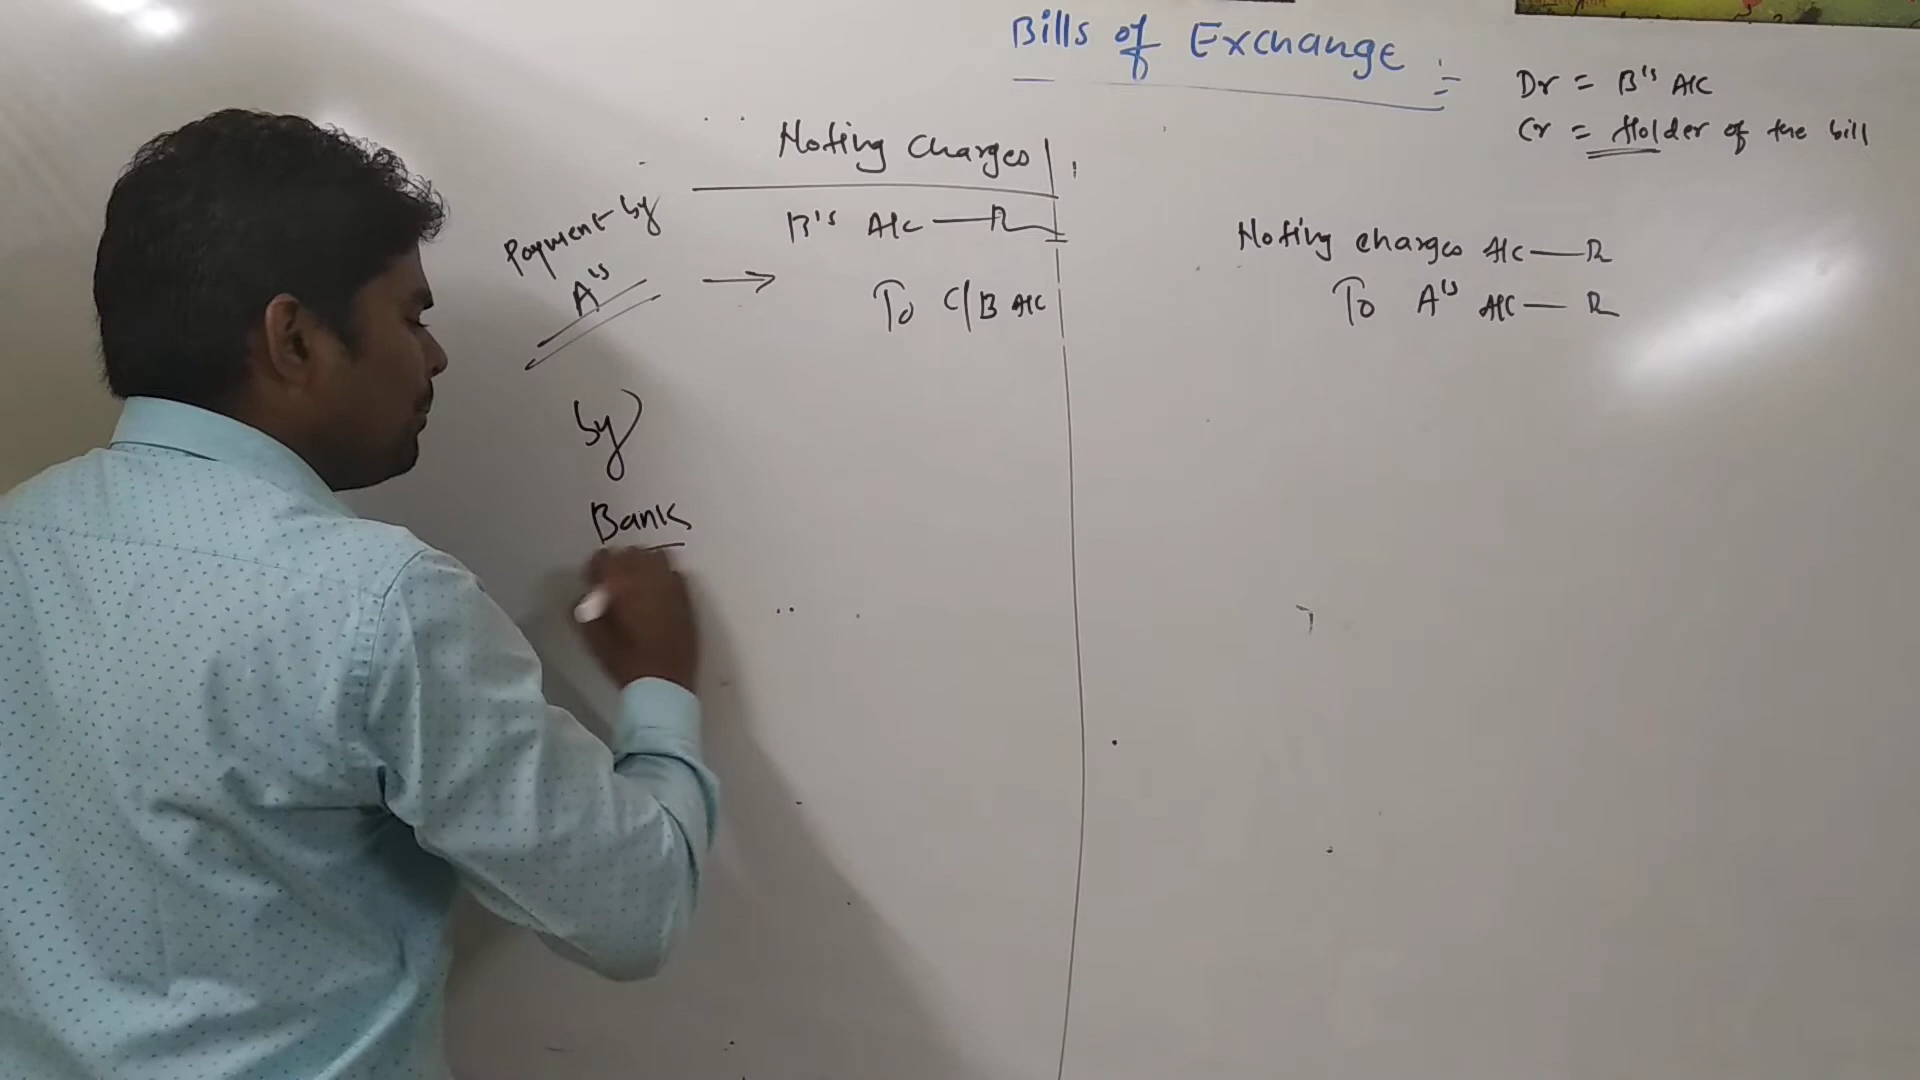 Bills of Exchange :-
Dr = B's A/c
Cr = Holder of the bill
Noting Charges
Payment by
A's →
B's A/c — R
To C/B A/c
Noting charges A/c — R
To A's A/c — R
by
Bank